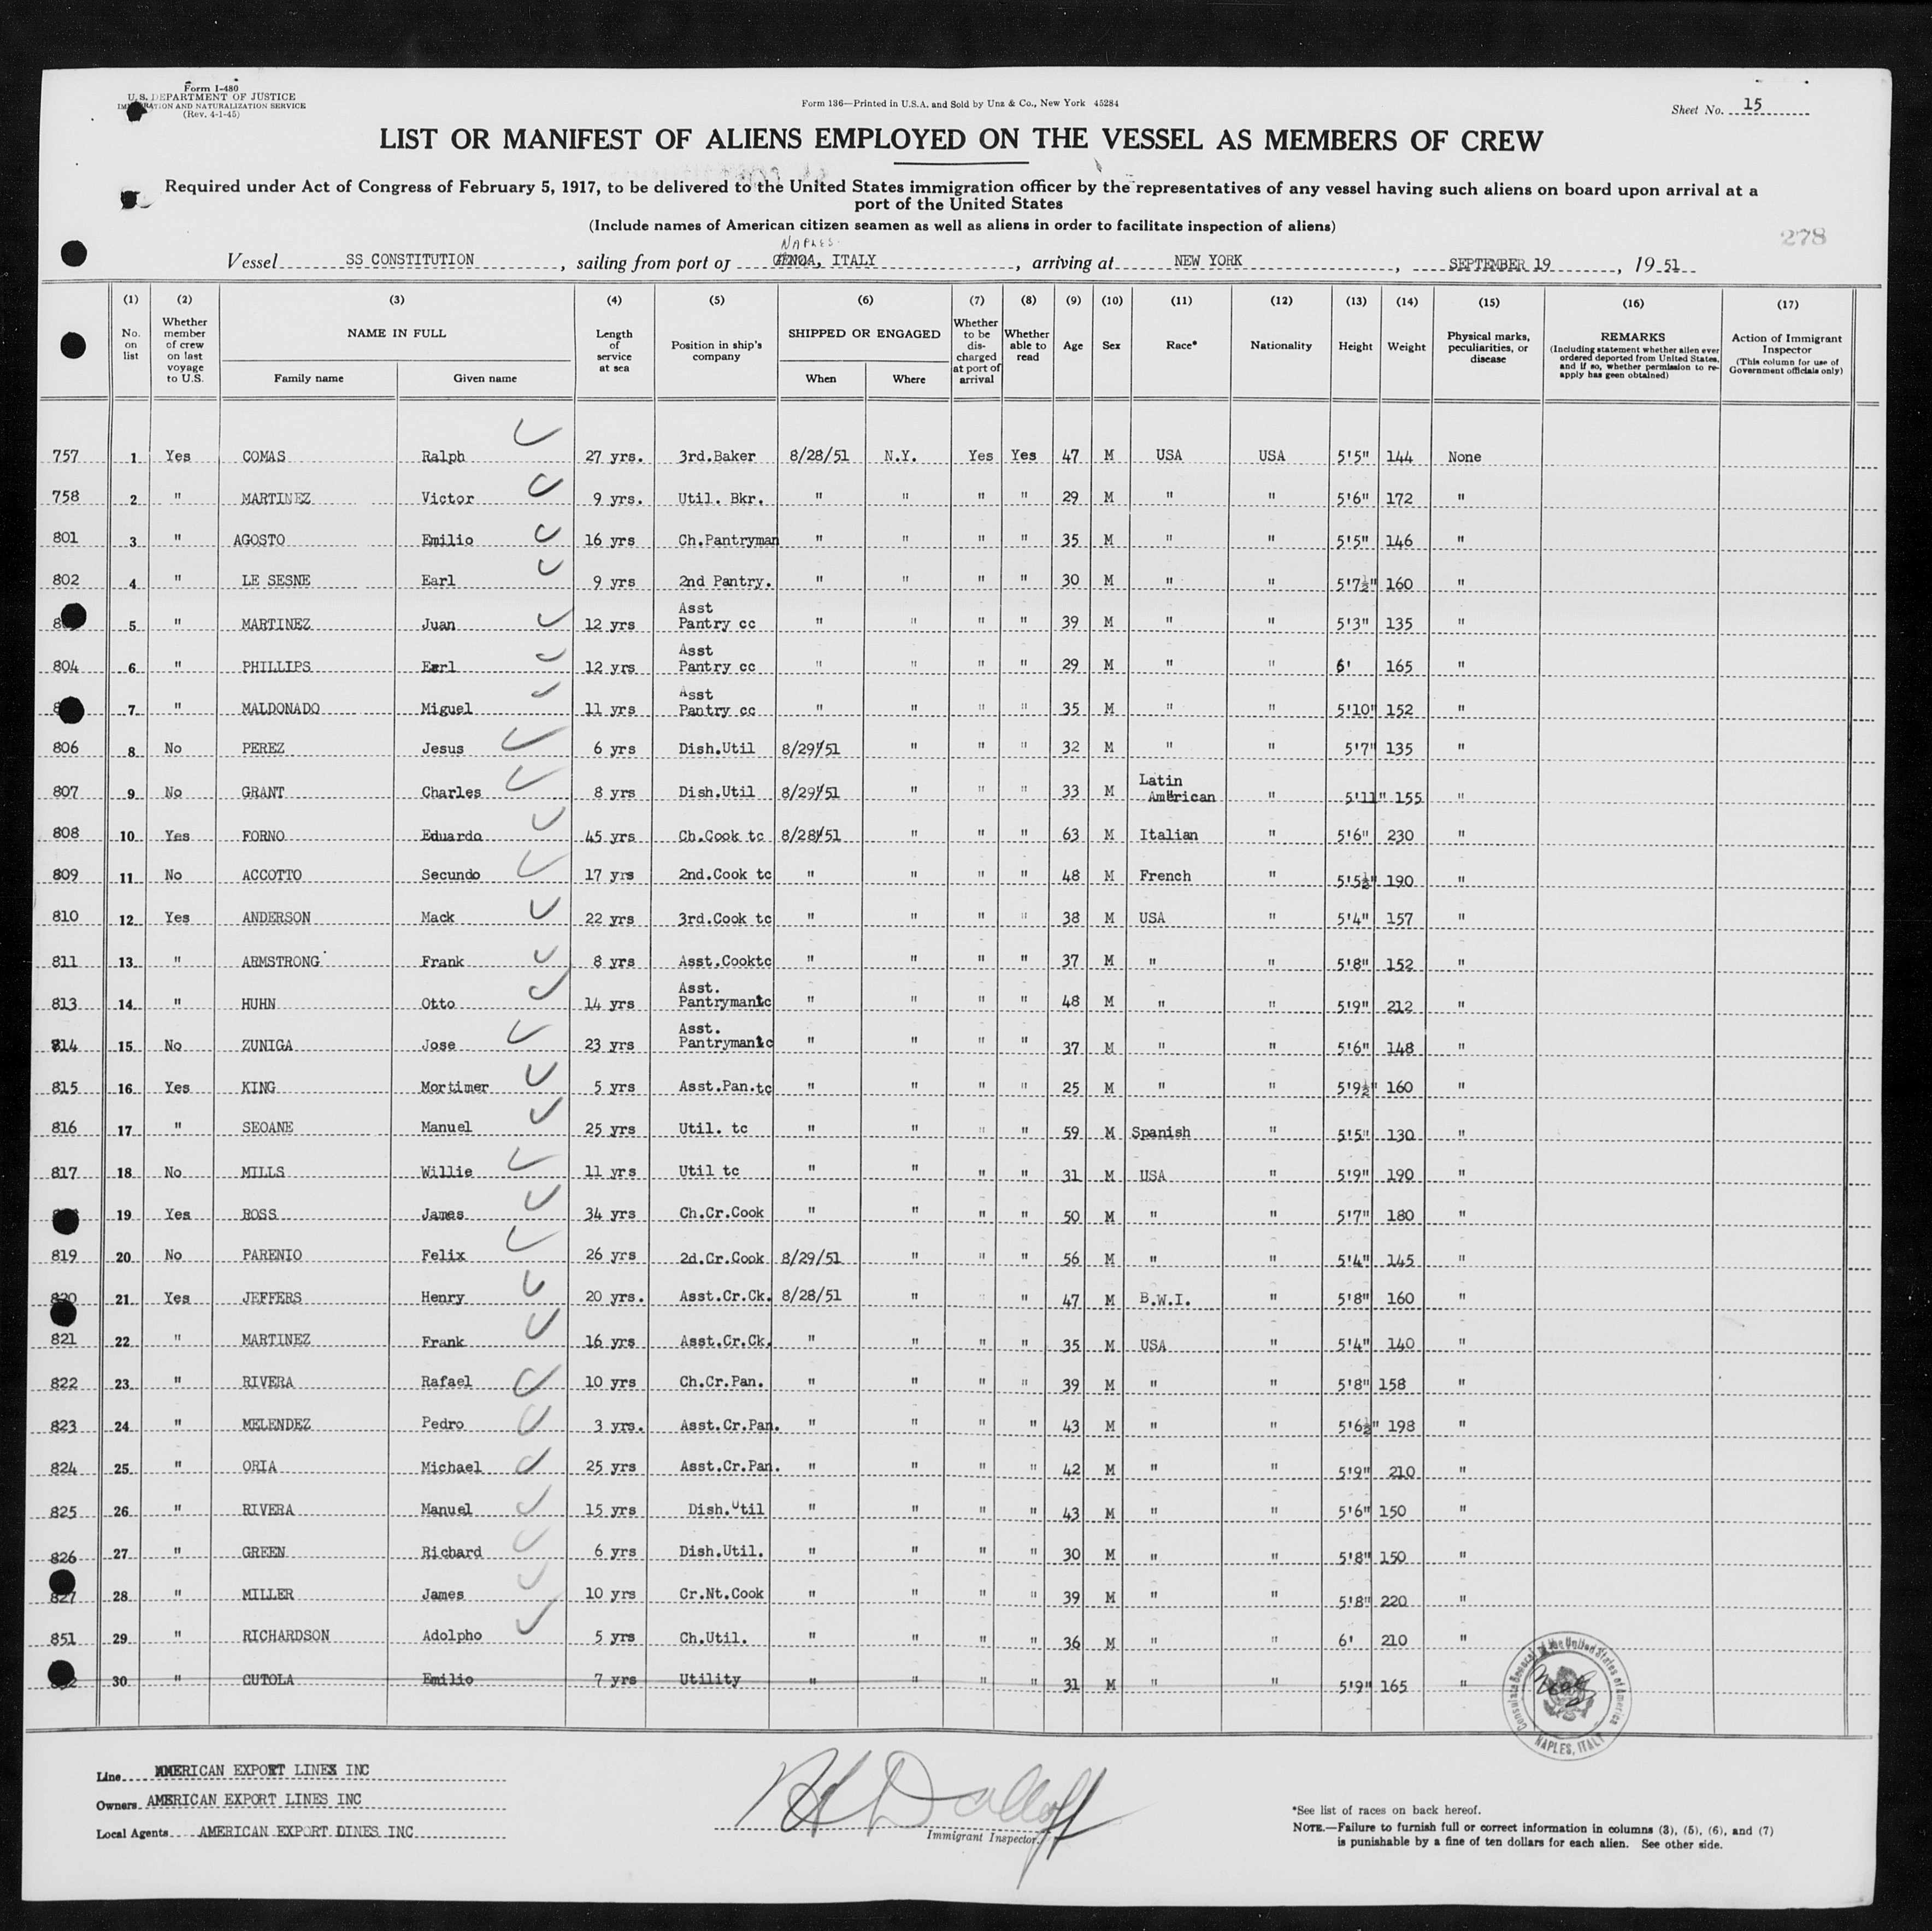 Form I-480
U. S. DEPARTMENT OF JUSTICE
IMMIGRATION AND NATURALIZATION SERVICE
(Rev. 4-1-45)
Form 136—Printed in U.S.A. and Sold by Unz & Co., New York 45284
Sheet No. 15
LIST OR MANIFEST OF ALIENS EMPLOYED ON THE VESSEL AS MEMBERS OF CREW
Required under Act of Congress of February 5, 1917, to be delivered to the United States immigration officer by the representatives of any vessel having such aliens on board upon arrival at a
port of the United States
(Include names of American citizen seamen as well as aliens in order to facilitate inspection of aliens)
278
NAPLES
Vessel SS CONSTITUTION, sailing from port of GENOA, ITALY, arriving at NEW YORK, SEPTEMBER 19, 19 51
(1) No. on list (2) Whether member of crew on last voyage to U.S. (3) NAME IN FULL Family name Given name (4) Length of service at sea (5) Position in ship's company (6) SHIPPED OR ENGAGED When Where (7) Whether to be discharged at port of arrival (8) Whether able to read (9) Age (10) Sex (11) Race* (12) Nationality (13) Height (14) Weight (15) Physical marks, peculiarities, or disease (16) REMARKS (Including statement whether alien ever ordered deported from United States, and if so, whether permission to re-apply has geen obtained) (17) Action of Immigrant Inspector (This column for use of Government officials only)
757 1 Yes COMAS Ralph 27 yrs. 3rd.Baker 8/28/51 N.Y. Yes Yes 47 M USA USA 5'5" 144 None
758 2 " MARTINEZ Victor 9 yrs. Util. Bkr. " " " " 29 M " " 5'6" 172 "
801 3 " AGOSTO Emilio 16 yrs Ch.Pantryman " " " " 35 M " " 5'5" 146 "
802 4 " LE SESNE Earl 9 yrs 2nd Pantry. " " " " 30 M " " 5'7½" 160 "
5 " MARTINEZ Juan 12 yrs Asst Pantry cc " " " " 39 M " " 5'3" 135 "
804 6 " PHILLIPS Earl 12 yrs Asst Pantry cc " " " " 29 M " " 6' 165 "
7 " MALDONADO Miguel 11 yrs Asst Pantry cc " " " " 35 M " " 5'10" 152 "
806 8 No PEREZ Jesus 6 yrs Dish.Util 8/29/51 " " " 32 M " " 5'7" 135 "
807 9 No GRANT Charles 8 yrs Dish.Util 8/29/51 " " " 33 M Latin American " 5'11" 155 "
808 10 Yes FORNO Eduardo 45 yrs Ch.Cook tc 8/28/51 " " " 63 M Italian " 5'6" 230 "
809 11 No ACCOTTO Secundo 17 yrs 2nd.Cook tc " " " " 48 M French " 5'5½" 190 "
810 12 Yes ANDERSON Mack 22 yrs 3rd.Cook tc " " " " 38 M USA " 5'4" 157 "
811 13 " ARMSTRONG Frank 8 yrs Asst.Cooktc " " " " 37 M " " 5'8" 152 "
813 14 " HUHN Otto 14 yrs Asst. Pantrymantc " " " " 48 M " " 5'9" 212 "
814 15 No ZUNIGA Jose 23 yrs Asst. Pantrymantc " " " " 37 M " " 5'6" 148 "
815 16 Yes KING Mortimer 5 yrs Asst.Pan.tc " " " " 25 M " " 5'9½" 160 "
816 17 " SEOANE Manuel 25 yrs Util. tc " " " " 59 M Spanish " 5'5" 130 "
817 18 No MILLS Willie 11 yrs Util tc " " " " 31 M USA " 5'9" 190 "
19 Yes ROSS James 34 yrs Ch.Cr.Cook " " " " 50 M " " 5'7" 180 "
819 20 No PARENIO Felix 26 yrs 2d.Cr.Cook 8/29/51 " " " 56 M " " 5'4" 145 "
820 21 Yes JEFFERS Henry 20 yrs. Asst.Cr.Ck. 8/28/51 " " " 47 M B.W.I. " 5'8" 160 "
821 22 " MARTINEZ Frank 16 yrs Asst.Cr.Ck. " " " " 35 M USA " 5'4" 140 "
822 23 " RIVERA Rafael 10 yrs Ch.Cr.Pan. " " " " 39 M " " 5'8" 158 "
823 24 " MELENDEZ Pedro 3 yrs. Asst.Cr.Pan. " " " " 43 M " " 5'6½" 198 "
824 25 " ORIA Michael 25 yrs Asst.Cr.Pan. " " " " 42 M " " 5'9" 210 "
825 26 " RIVERA Manuel 15 yrs Dish.Util " " " " 43 M " " 5'6" 150 "
826 27 " GREEN Richard 6 yrs Dish.Util. " " " " 30 M " " 5'8" 150 "
827 28 " MILLER James 10 yrs Cr.Nt.Cook " " " " 39 M " " 5'8" 220 "
851 29 " RICHARDSON Adolpho 5 yrs Ch.Util. " " " " 36 M " " 6' 210 "
30 " CUTOLA Emilio 7 yrs Utility " " " " 31 M " " 5'9" 165 "
Consulate General of the United States of America
NAPLES, ITALY
Line AMERICAN EXPORT LINES INC
Owners AMERICAN EXPORT LINES INC
Local Agents AMERICAN EXPORT DINES INC
Immigrant Inspector.
*See list of races on back hereof.
NOTE.—Failure to furnish full or correct information in columns (3), (5), (6), and (7)
is punishable by a fine of ten dollars for each alien. See other side.